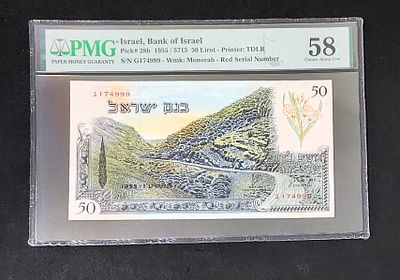 PMG
PAPER MONEY GUARANTY
Israel, Bank of Israel
Pick# 28b 1955 / 5715 50 Lirot - Printer: TDLR
S/N G174999 - Wmk: Menorah - Red Serial Number
58
Choice About Unc
174999
50
בנק ישראל
174999
1955
50